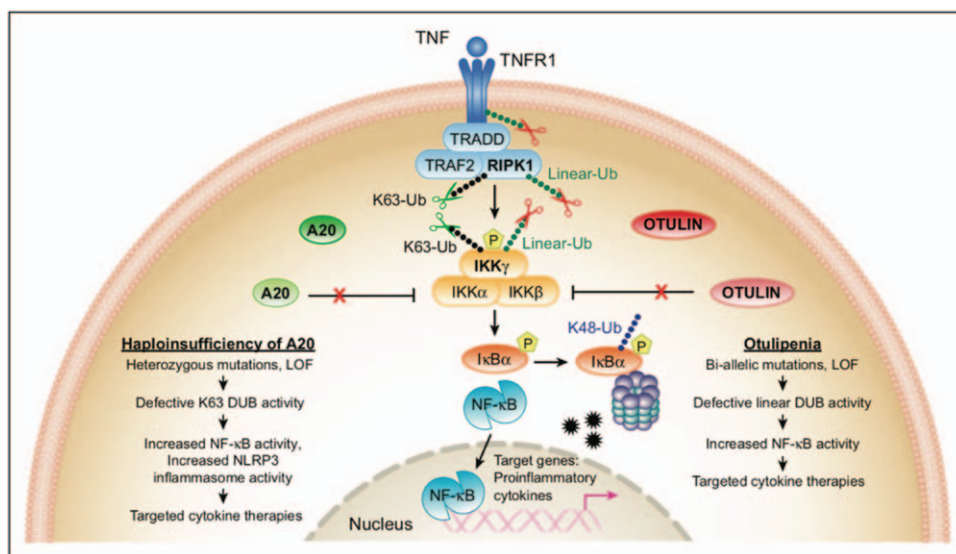 TNF
TNFR1
TRADD
TRAF2
RIPK1
Linear-Ub
K63-Ub
A20
OTULIN
K63-Ub
P
Linear-Ub
IKKγ
A20
IKKα
IKKβ
OTULIN
K48-Ub
Haploinsufficiency of A20
Heterozygous mutations, LOF
Defective K63 DUB activity
Increased NF-κB activity,
Increased NLRP3
inflammasome activity
Targeted cytokine therapies
P
IκBα
P
IκBα
NF-κB
Otulipenia
Bi-allelic mutations, LOF
Defective linear DUB activity
Increased NF-κB activity
Targeted cytokine therapies
Target genes:
Proinflammatory
cytokines
NF-κB
Nucleus